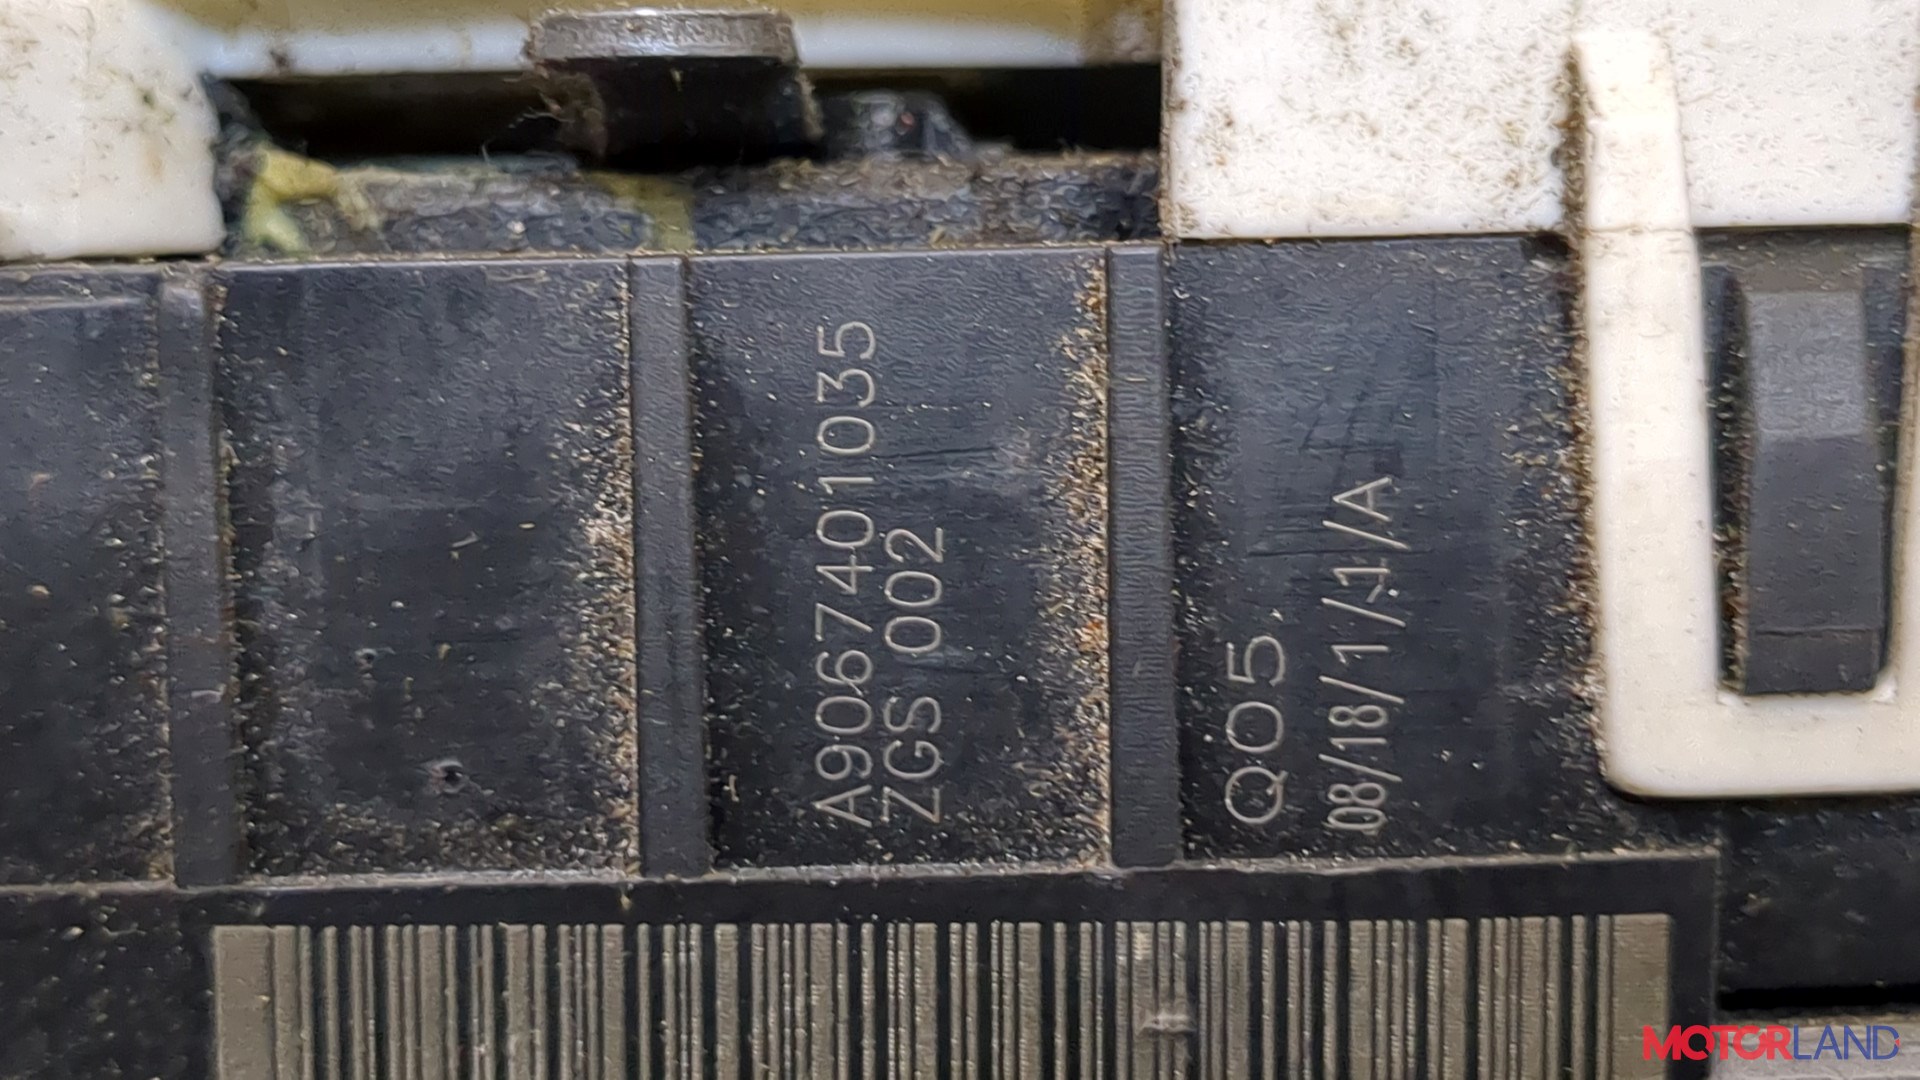 A9067401035
ZGS 002
Q05
08/18/1/1/A
MOTORLAND